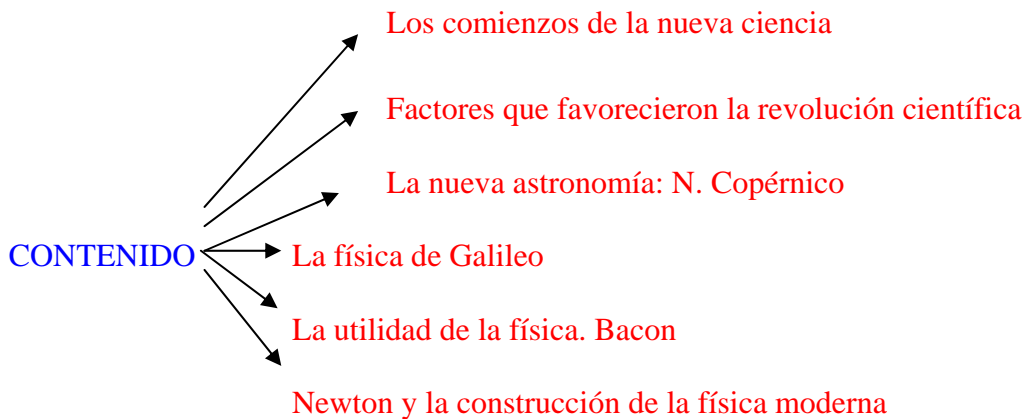 Los comienzos de la nueva ciencia
Factores que favorecieron la revolución científica
La nueva astronomía: N. Copérnico
CONTENIDO
La física de Galileo
La utilidad de la física. Bacon
Newton y la construcción de la física moderna